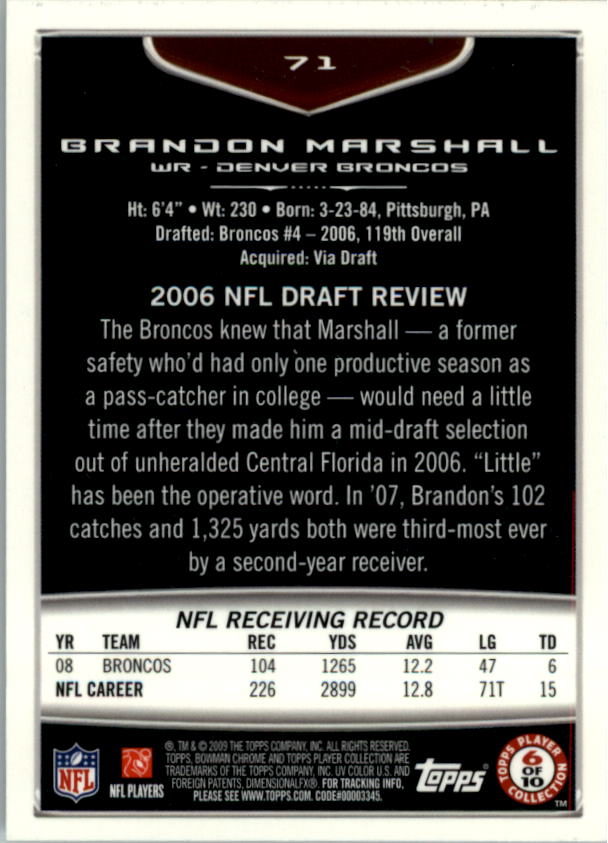 71
BRANDON MARSHALL
WR - DENVER BRONCOS
Ht: 6'4" • Wt: 230 • Born: 3-23-84, Pittsburgh, PA
Drafted: Broncos #4 – 2006, 119th Overall
Acquired: Via Draft
2006 NFL DRAFT REVIEW
The Broncos knew that Marshall — a former
safety who'd had only one productive season as
a pass-catcher in college — would need a little
time after they made him a mid-draft selection
out of unheralded Central Florida in 2006. “Little”
has been the operative word. In '07, Brandon's 102
catches and 1,325 yards both were third-most ever
by a second-year receiver.
NFL RECEIVING RECORD
YR TEAM REC YDS AVG LG TD
08 BRONCOS 104 1265 12.2 47 6
NFL CAREER 226 2899 12.8 71T 15
NFL
NFL PLAYERS
®, TM & © 2009 THE TOPPS COMPANY, INC. ALL RIGHTS RESERVED.
TOPPS, BOWMAN CHROME AND TOPPS PLAYER COLLECTION ARE
TRADEMARKS OF THE TOPPS COMPANY, INC. UV COLOR U.S. AND
FOREIGN PATENTS, DIMENSIONALFX®. FOR TRACKING INFO,
PLEASE SEE WWW.TOPPS.COM. CODE#00003345.
Topps®
TOPPS PLAYER
6
OF
10
COLLECTION
TM